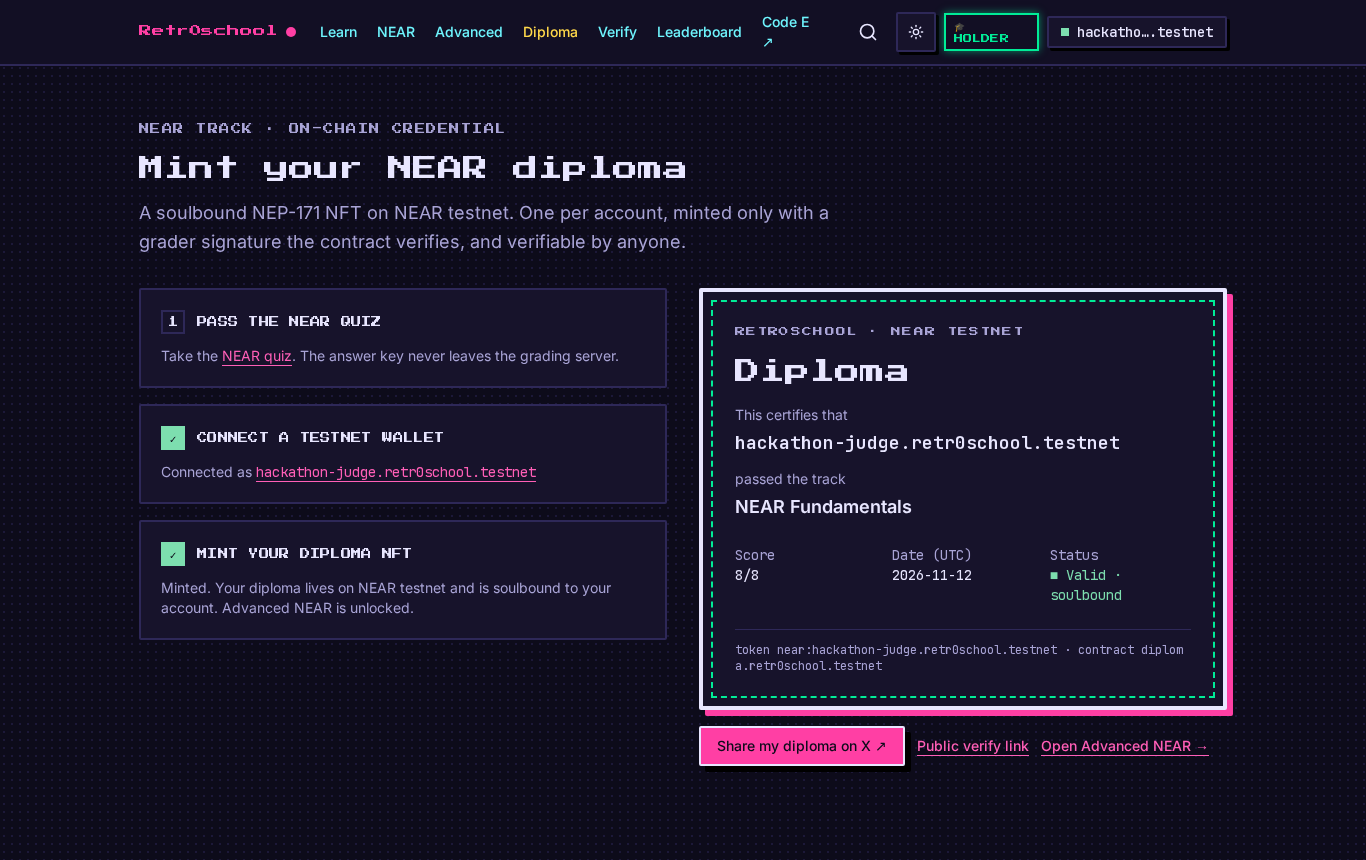 Retr0school
Learn
NEAR
Advanced
Diploma
Verify
Leaderboard
Code E
↗
🎓
HOLDER
hackatho….testnet
NEAR TRACK · ON-CHAIN CREDENTIAL
Mint your NEAR diploma
A soulbound NEP-171 NFT on NEAR testnet. One per account, minted only with a
grader signature the contract verifies, and verifiable by anyone.
1 PASS THE NEAR QUIZ
Take the NEAR quiz. The answer key never leaves the grading server.
✓ CONNECT A TESTNET WALLET
Connected as hackathon-judge.retr0school.testnet
✓ MINT YOUR DIPLOMA NFT
Minted. Your diploma lives on NEAR testnet and is soulbound to your
account. Advanced NEAR is unlocked.
RETR0SCHOOL · NEAR TESTNET
Diploma
This certifies that
hackathon-judge.retr0school.testnet
passed the track
NEAR Fundamentals
Score
8/8
Date (UTC)
2026-11-12
Status
■ Valid ·
soulbound
token near:hackathon-judge.retr0school.testnet · contract diplom
a.retr0school.testnet
Share my diploma on X ↗
Public verify link
Open Advanced NEAR →